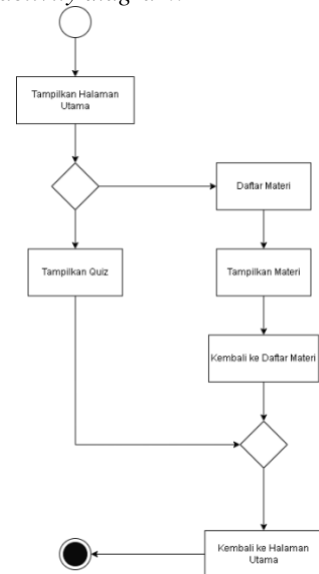 Tampilkan Halaman
Utama
Daftar Materi
Tampilkan Quiz
Tampilkan Materi
Kembali ke Daftar Materi
Kembali ke Halaman
Utama